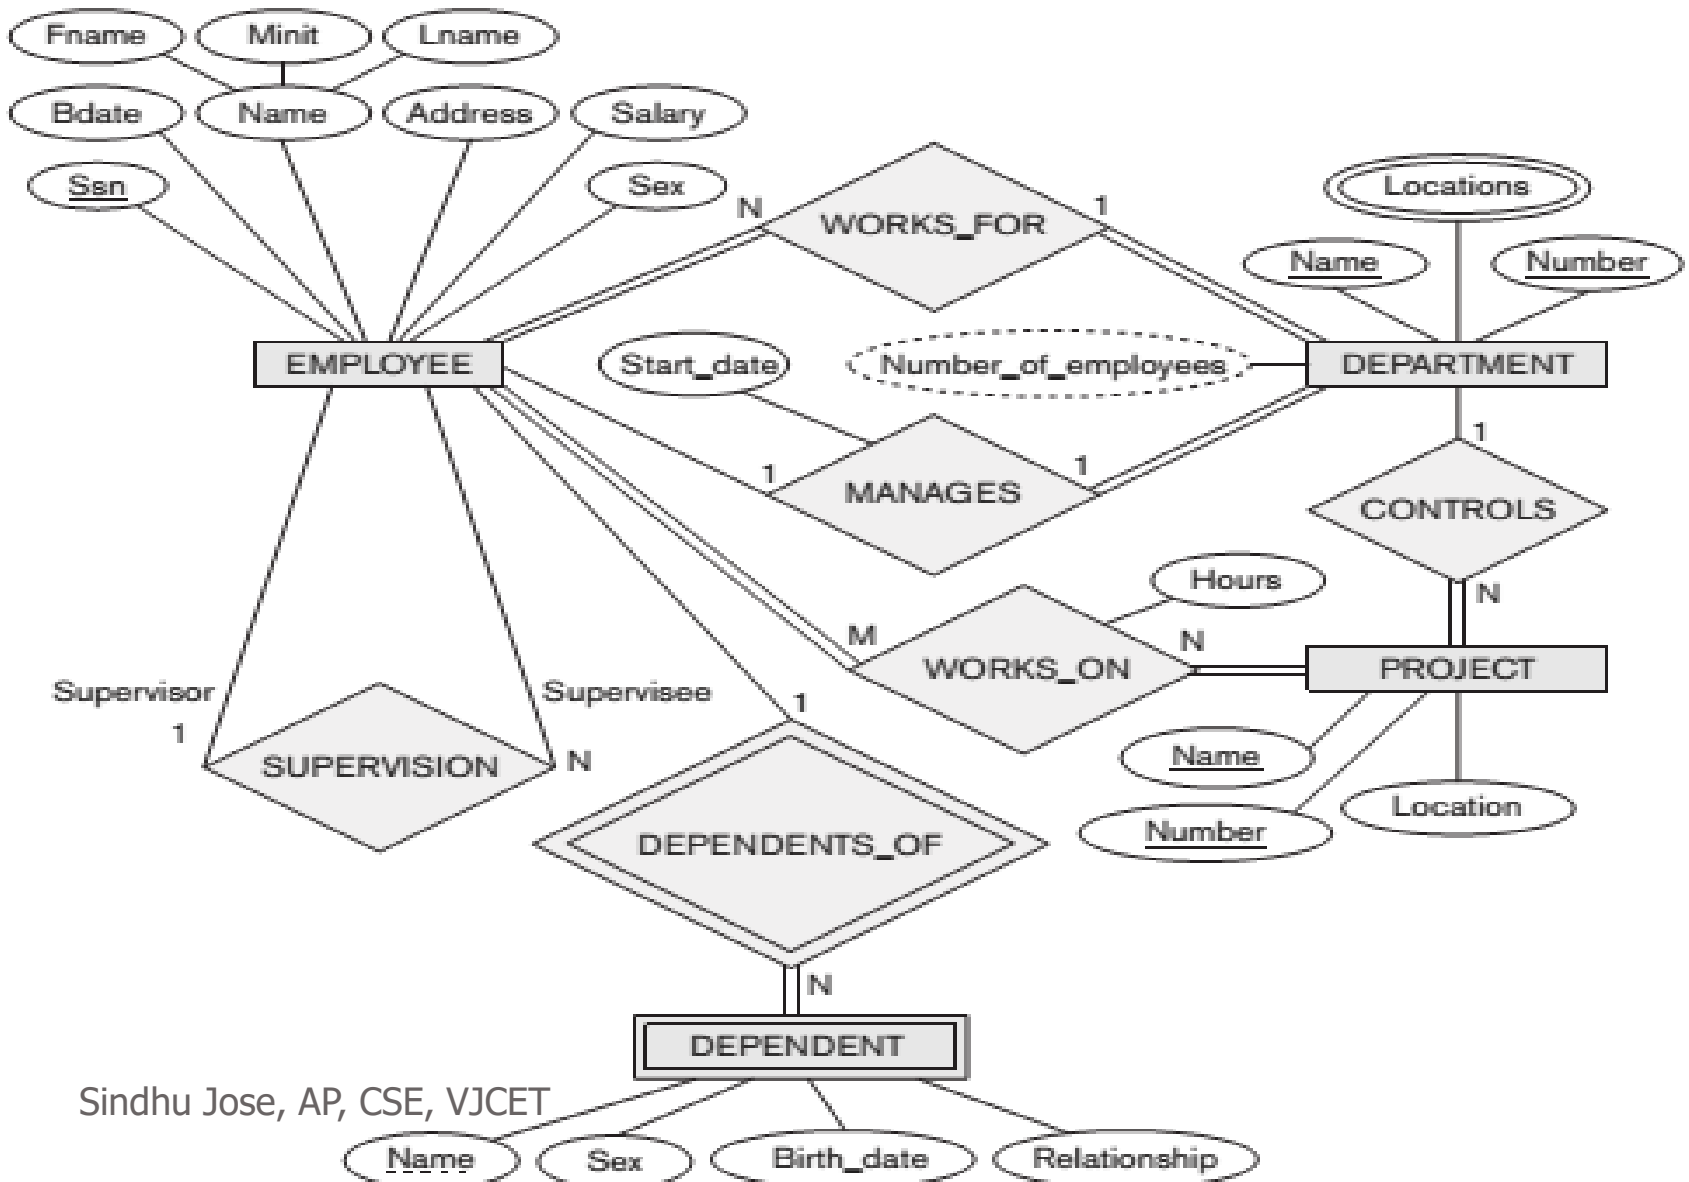 Fname Minit Lname
Bdate Name Address Salary
Ssn Sex
N WORKS_FOR 1
Locations
Name Number
EMPLOYEE Start_date Number_of_employees DEPARTMENT
1 MANAGES 1
1
CONTROLS
Hours
N
M WORKS_ON N
PROJECT
Supervisor Supervisee
1 SUPERVISION N
1
Name
Location
Number
DEPENDENTS_OF
N
DEPENDENT
Sindhu Jose, AP, CSE, VJCET
Name Sex Birth_date Relationship